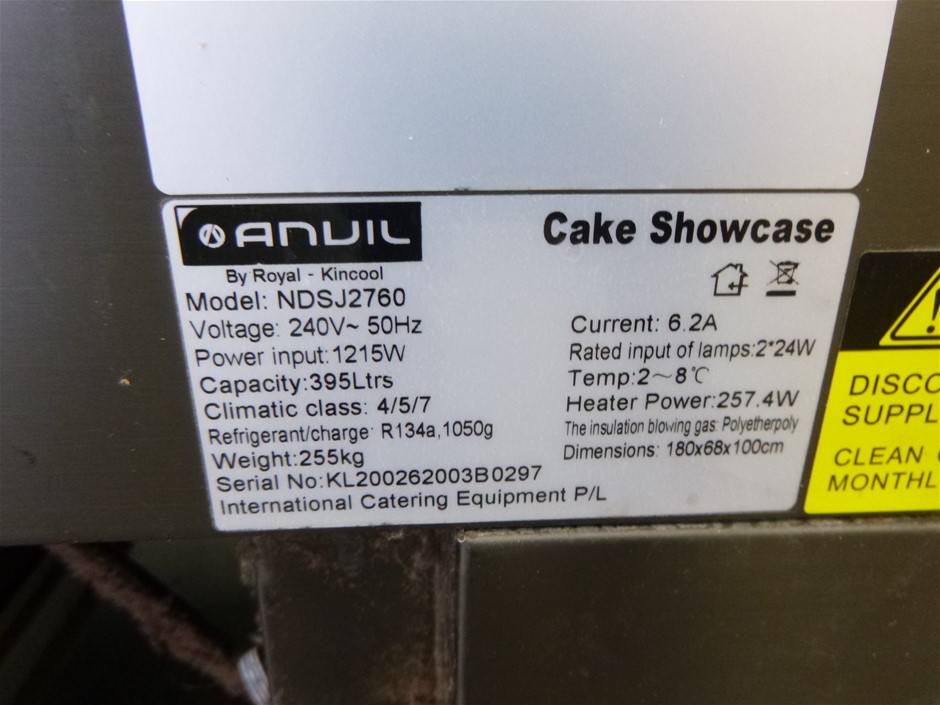 ANVIL
Cake Showcase
By Royal - Kincool
Model: NDSJ2760
Voltage: 240V~ 50Hz
Current: 6.2A
Power input:1215W
Rated input of lamps:2*24W
Capacity:395Ltrs
Temp:2~8℃
Climatic class: 4/5/7
Heater Power:257.4W
Refrigerant/charge: R134a,1050g
The insulation blowing gas: Polyetherpoly
Weight:255kg
Dimensions: 180x68x100cm
Serial No:KL200262003B0297
International Catering Equipment P/L
DISCO
SUPPL
CLEAN
MONTHL